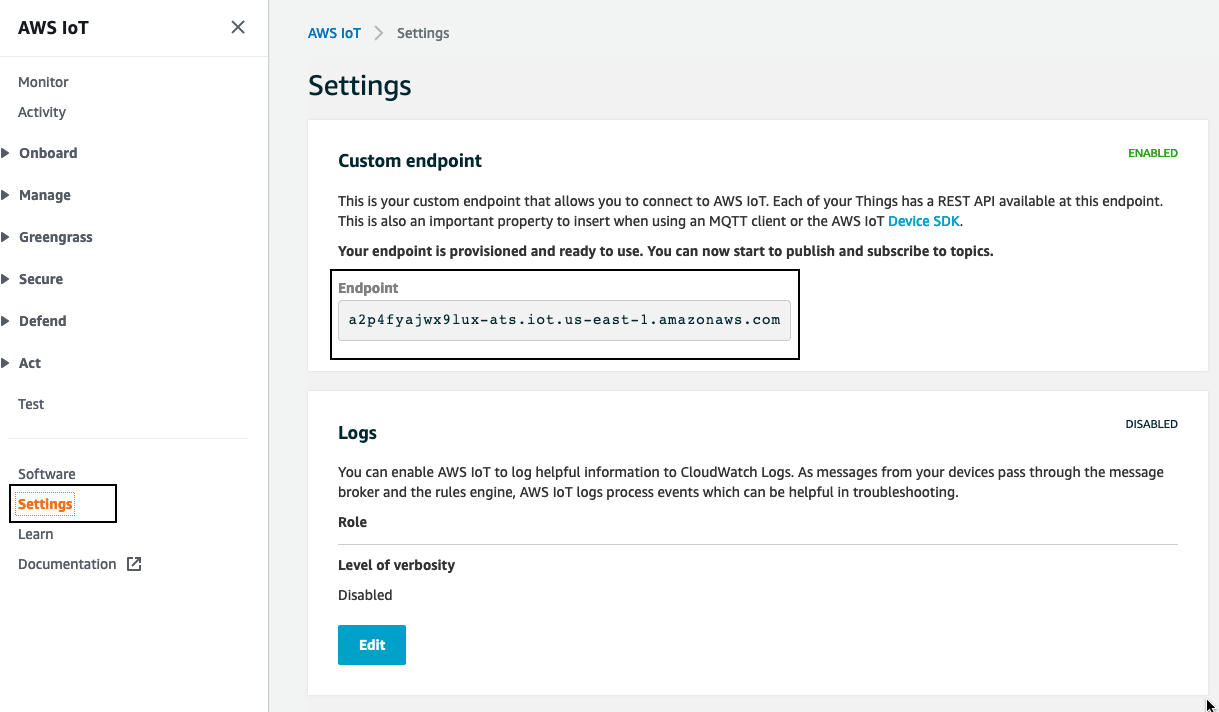 AWS IoT
Monitor
Activity
Onboard
Manage
Greengrass
Secure
Defend
Act
Test
Software
Settings
Learn
Documentation
AWS IoT Settings
Settings
Custom endpoint
ENABLED
This is your custom endpoint that allows you to connect to AWS IoT. Each of your Things has a REST API available at this endpoint.
This is also an important property to insert when using an MQTT client or the AWS IoT Device SDK.
Your endpoint is provisioned and ready to use. You can now start to publish and subscribe to topics.
Endpoint
a2p4fyajwx9lux-ats.iot.us-east-1.amazonaws.com
Logs
DISABLED
You can enable AWS IoT to log helpful information to CloudWatch Logs. As messages from your devices pass through the message
broker and the rules engine, AWS IoT logs process events which can be helpful in troubleshooting.
Role
Level of verbosity
Disabled
Edit